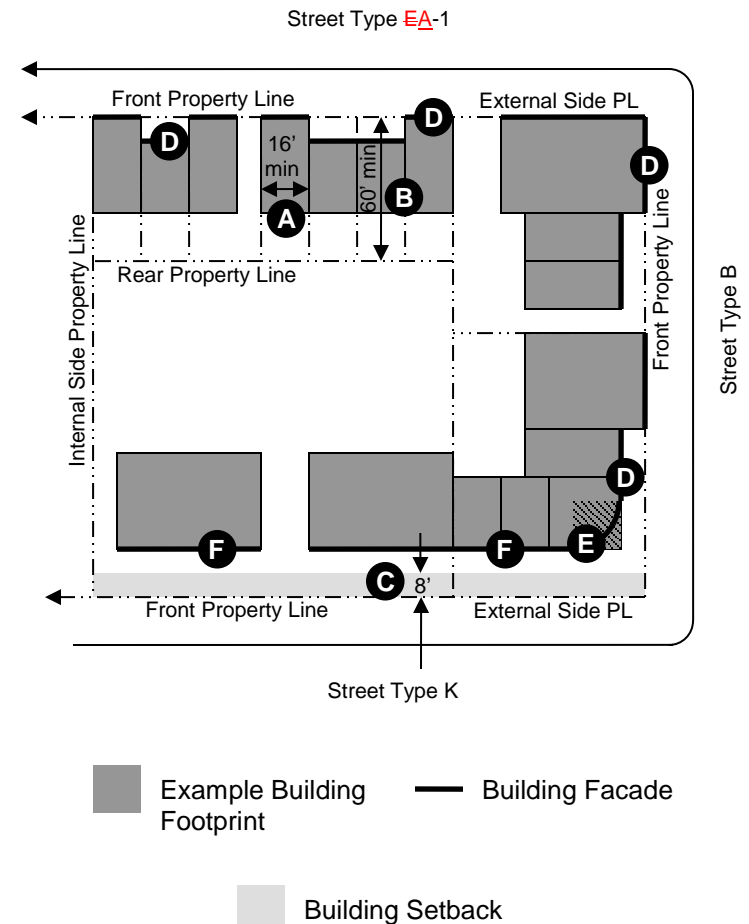 Street Type EA-1
Front Property Line
External Side PL
D
D
16'
min
D
60' min
B
A
Front Property Line
Internal Side Property Line
Rear Property Line
Street Type B
D
F
F
E
C
8'
Front Property Line
External Side PL
Street Type K
Example Building
Footprint
Building Facade
Building Setback